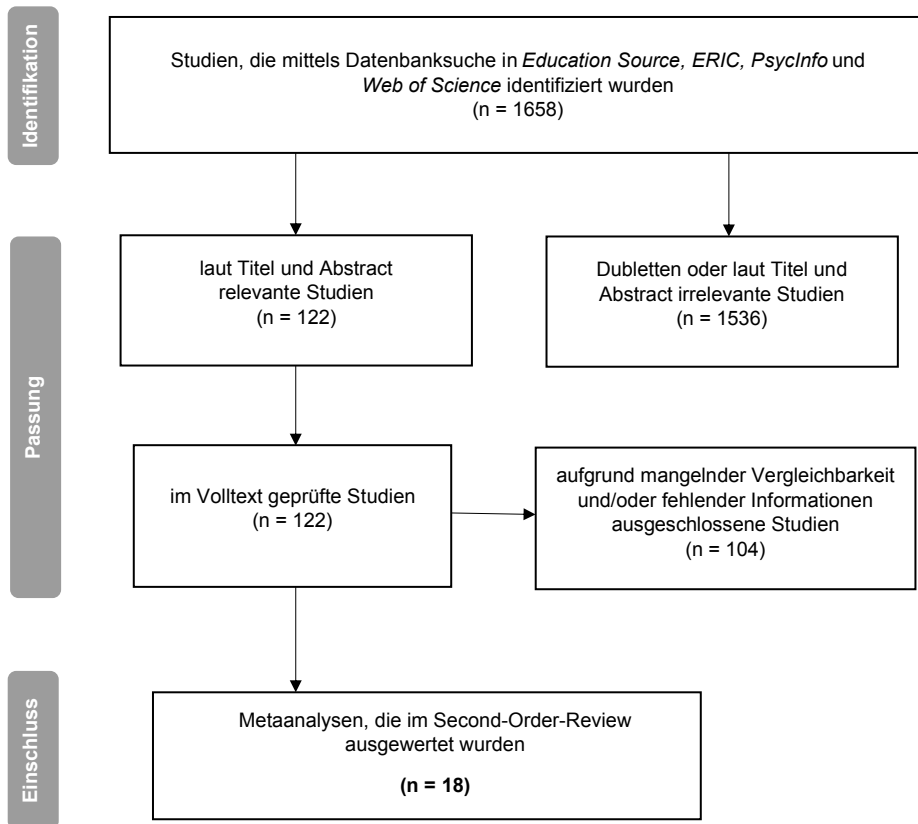 Identifikation
Studien, die mittels Datenbanksuche in Education Source, ERIC, PsycInfo und
Web of Science identifiziert wurden
(n = 1658)
Passung
laut Titel und Abstract
relevante Studien
(n = 122)
Dubletten oder laut Titel und
Abstract irrelevante Studien
(n = 1536)
im Volltext geprüfte Studien
(n = 122)
aufgrund mangelnder Vergleichbarkeit
und/oder fehlender Informationen
ausgeschlossene Studien
(n = 104)
Einschluss
Metaanalysen, die im Second-Order-Review
ausgewertet wurden
(n = 18)